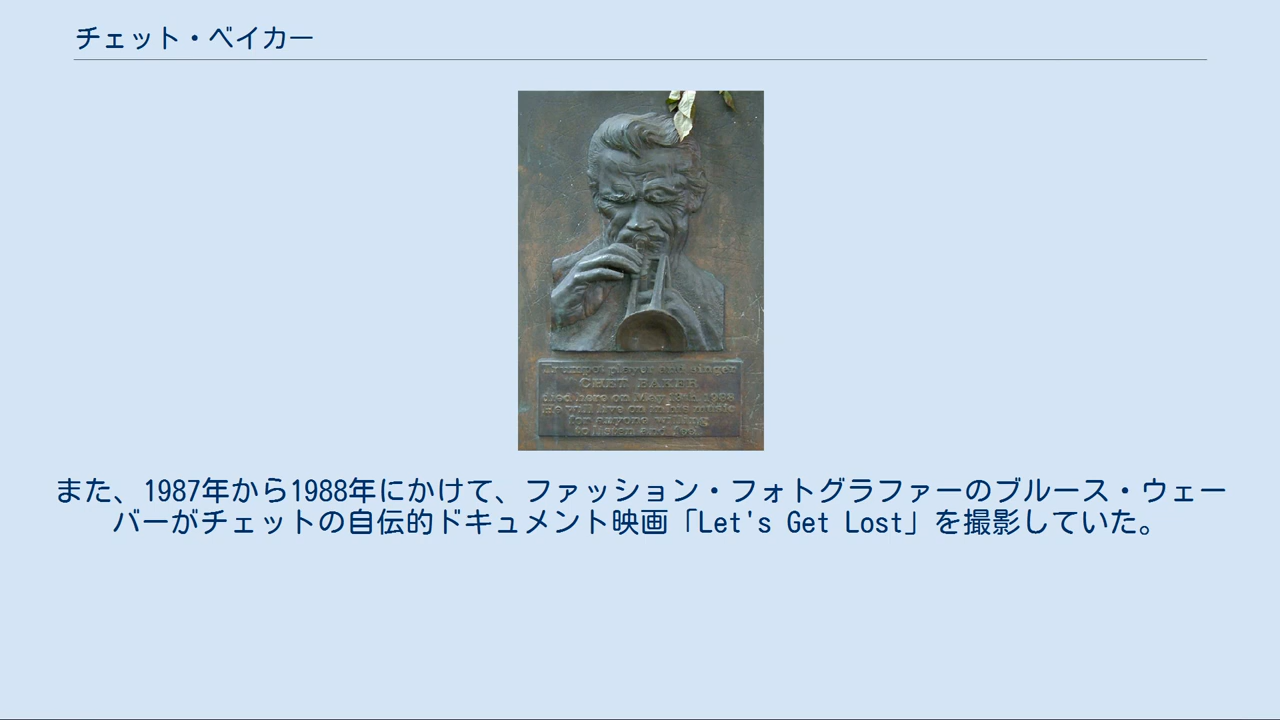 チェット・ベイカー
Trumpet player and singer
CHET BAKER
died here on May 13th 1988
He will live on in his music
for anyone willing
to listen and feel
また、1987年から1988年にかけて、ファッション・フォトグラファーのブルース・ウェー
バーがチェットの自伝的ドキュメント映画「Let's Get Lost」を撮影していた。